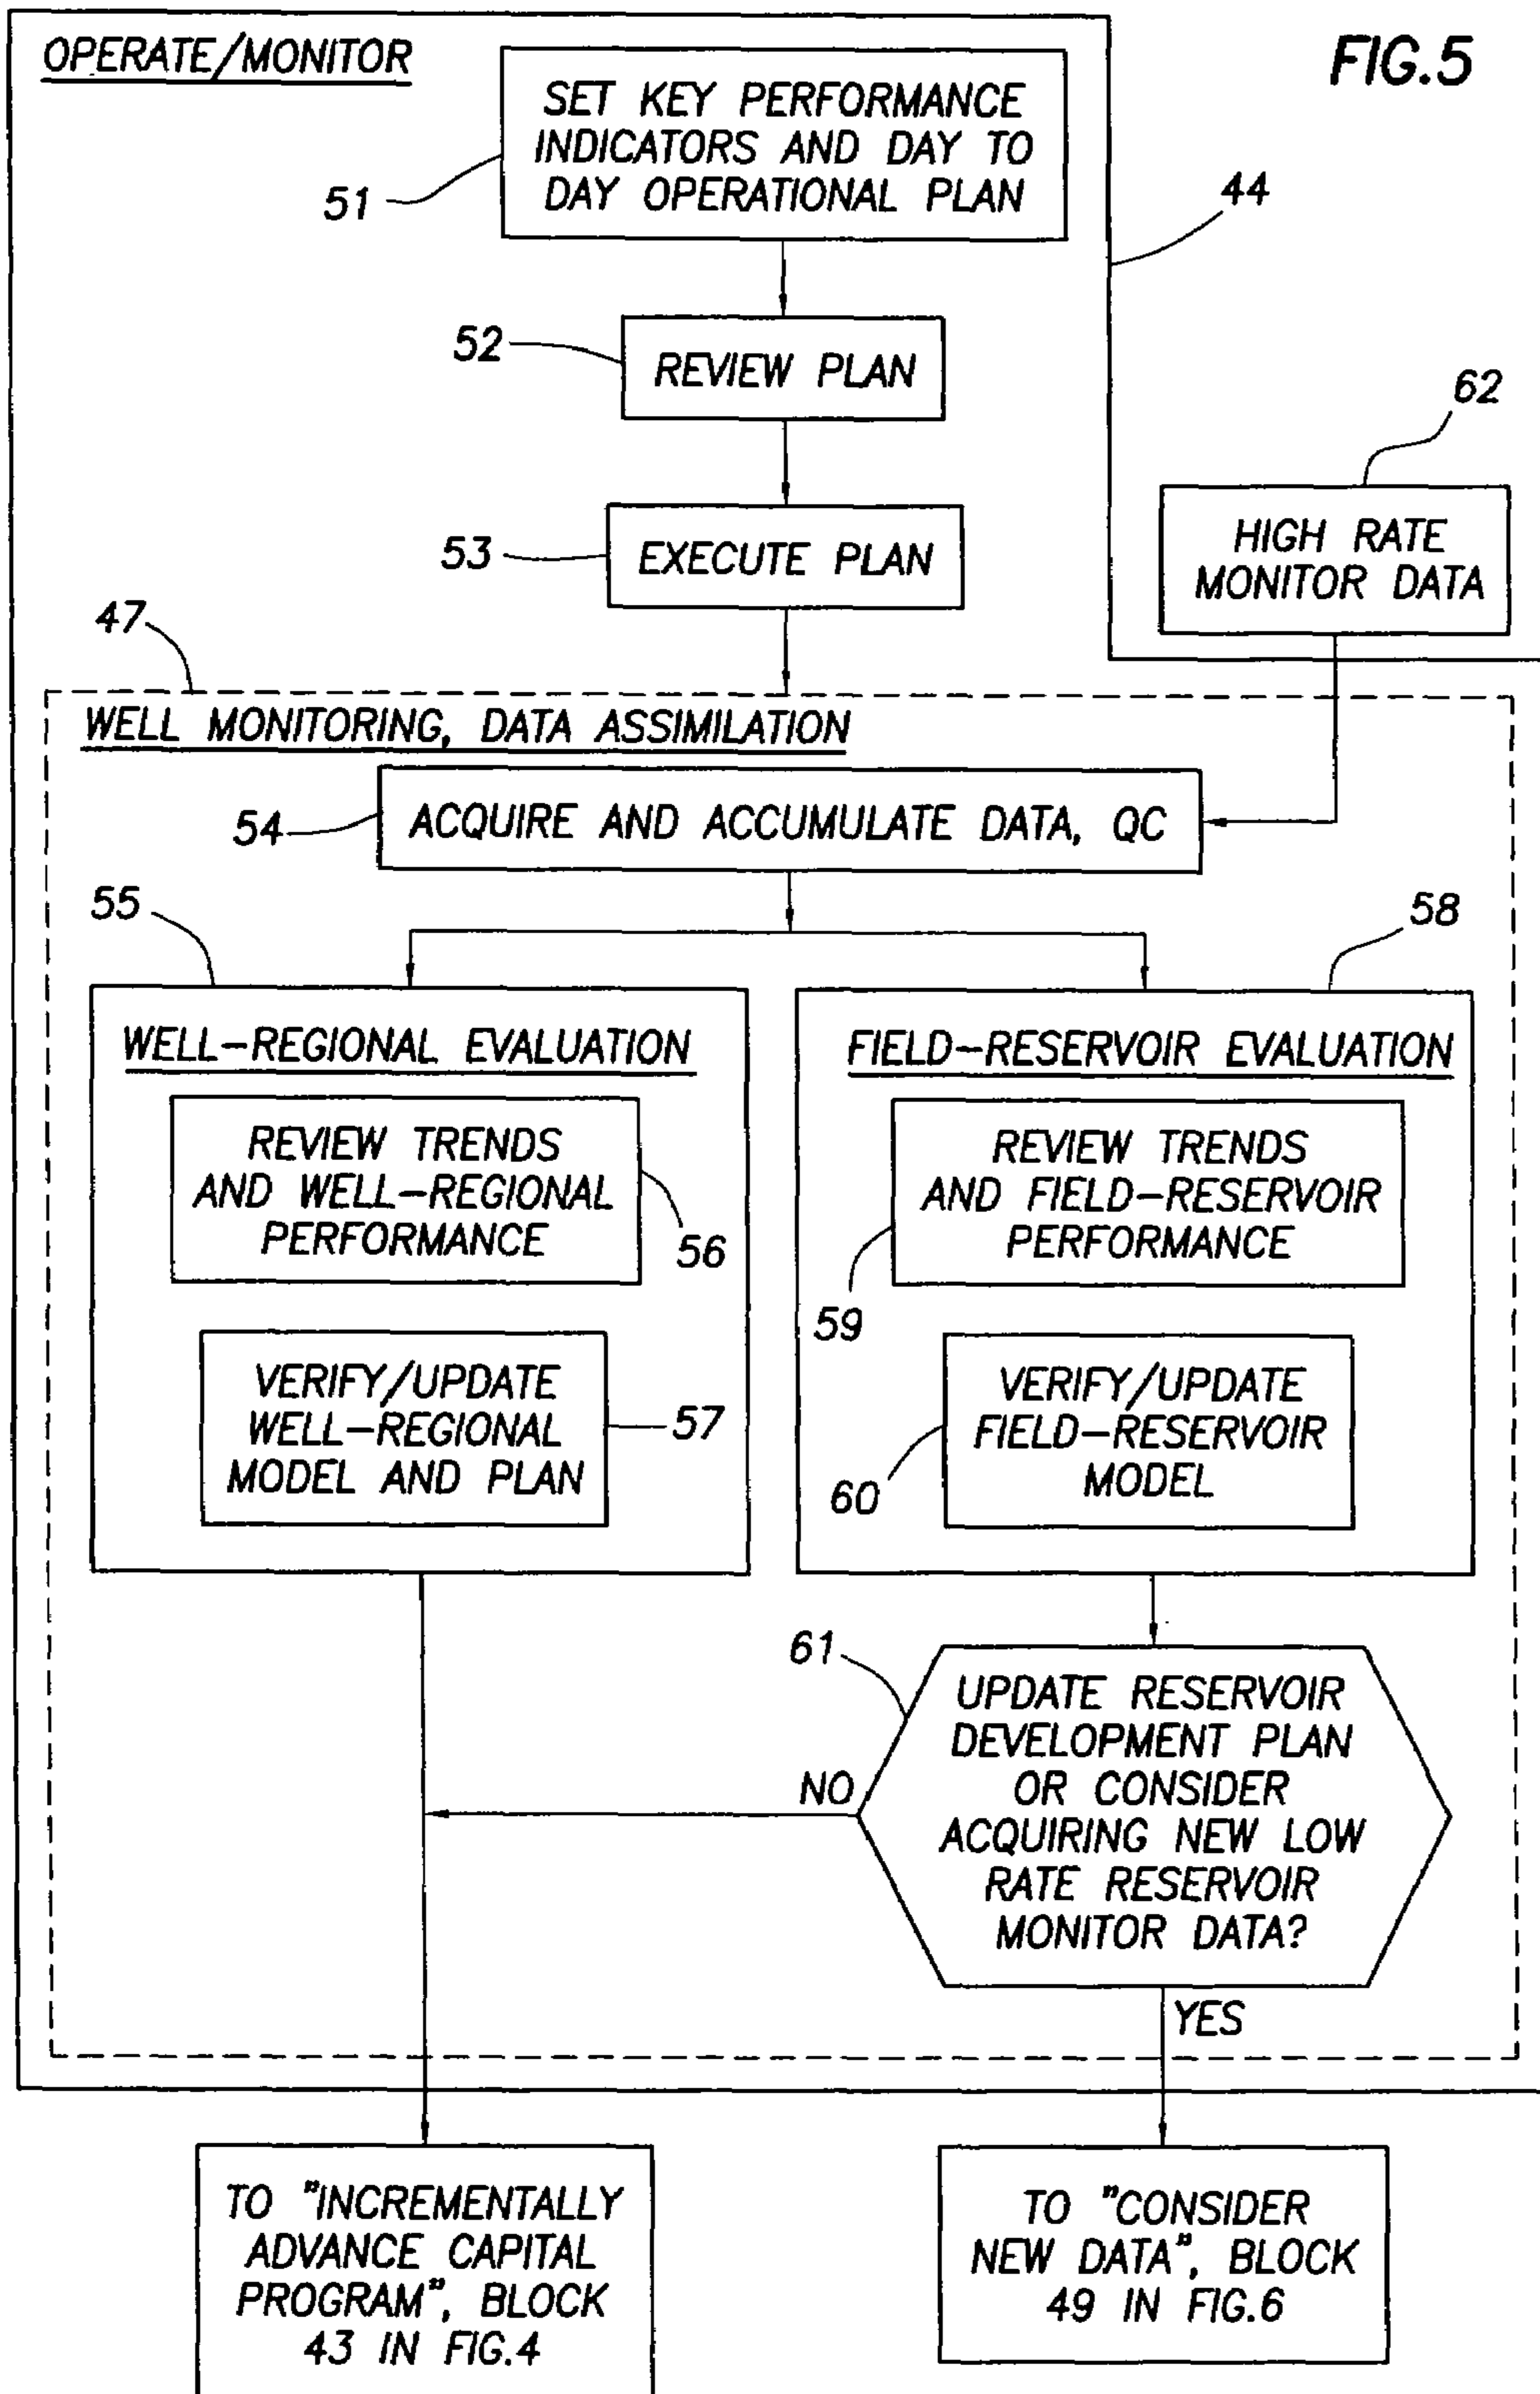 OPERATE/MONITOR
FIG.5
SET KEY PERFORMANCE
INDICATORS AND DAY TO
DAY OPERATIONAL PLAN
51
44
52
REVIEW PLAN
62
53
EXECUTE PLAN
HIGH RATE
MONITOR DATA
47
WELL MONITORING, DATA ASSIMILATION
54
ACQUIRE AND ACCUMULATE DATA, QC
55
58
WELL-REGIONAL EVALUATION
REVIEW TRENDS
AND WELL-REGIONAL
PERFORMANCE
56
VERIFY/UPDATE
WELL-REGIONAL
MODEL AND PLAN
57
FIELD-RESERVOIR EVALUATION
REVIEW TRENDS
AND FIELD-RESERVOIR
PERFORMANCE
59
VERIFY/UPDATE
FIELD-RESERVOIR
MODEL
60
61
UPDATE RESERVOIR
DEVELOPMENT PLAN
OR CONSIDER
ACQUIRING NEW LOW
RATE RESERVOIR
MONITOR DATA?
NO
YES
TO "INCREMENTALLY
ADVANCE CAPITAL
PROGRAM", BLOCK
43 IN FIG.4
TO "CONSIDER
NEW DATA", BLOCK
49 IN FIG.6